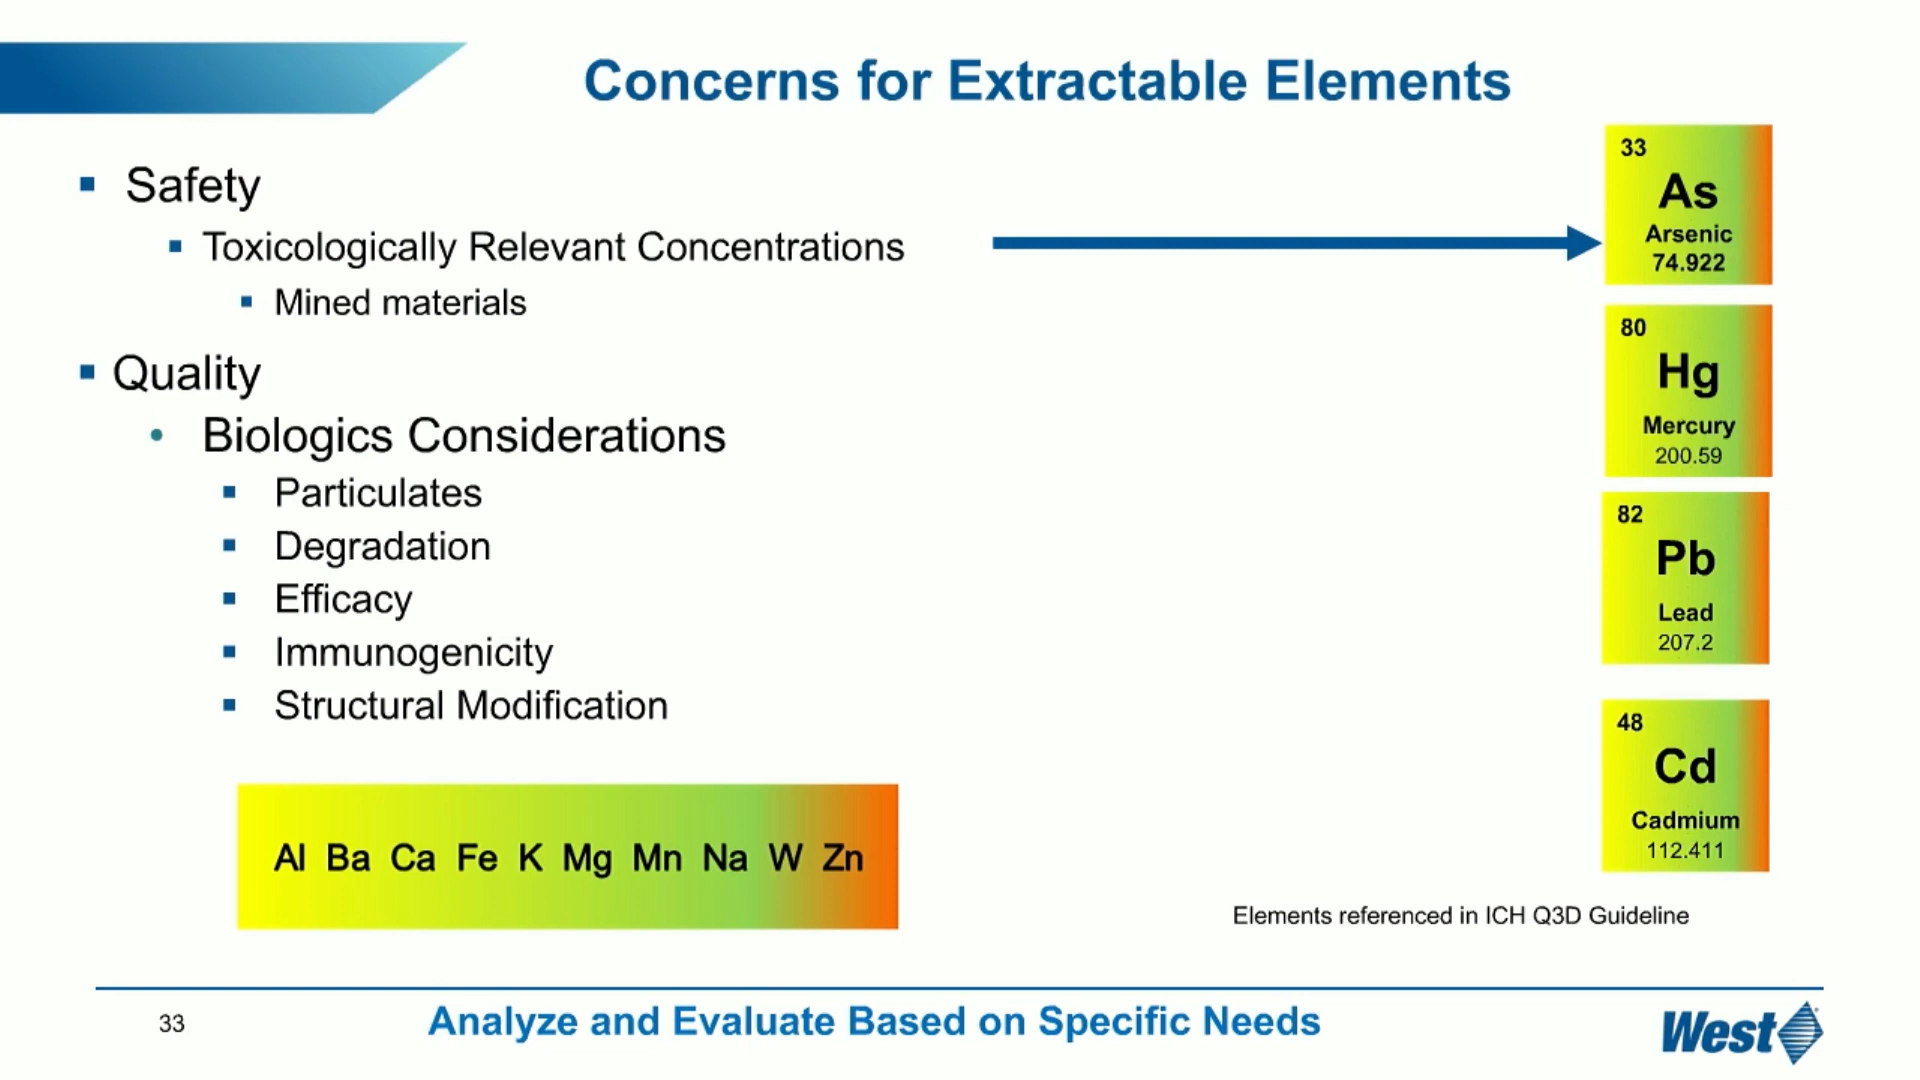 Concerns for Extractable Elements
Safety
Toxicologically Relevant Concentrations
Mined materials
Quality
Biologics Considerations
Particulates
Degradation
Efficacy
Immunogenicity
Structural Modification
Al Ba Ca Fe K Mg Mn Na W Zn
33
As
Arsenic
74.922
80
Hg
Mercury
200.59
82
Pb
Lead
207.2
48
Cd
Cadmium
112.411
Elements referenced in ICH Q3D Guideline
33
Analyze and Evaluate Based on Specific Needs
West